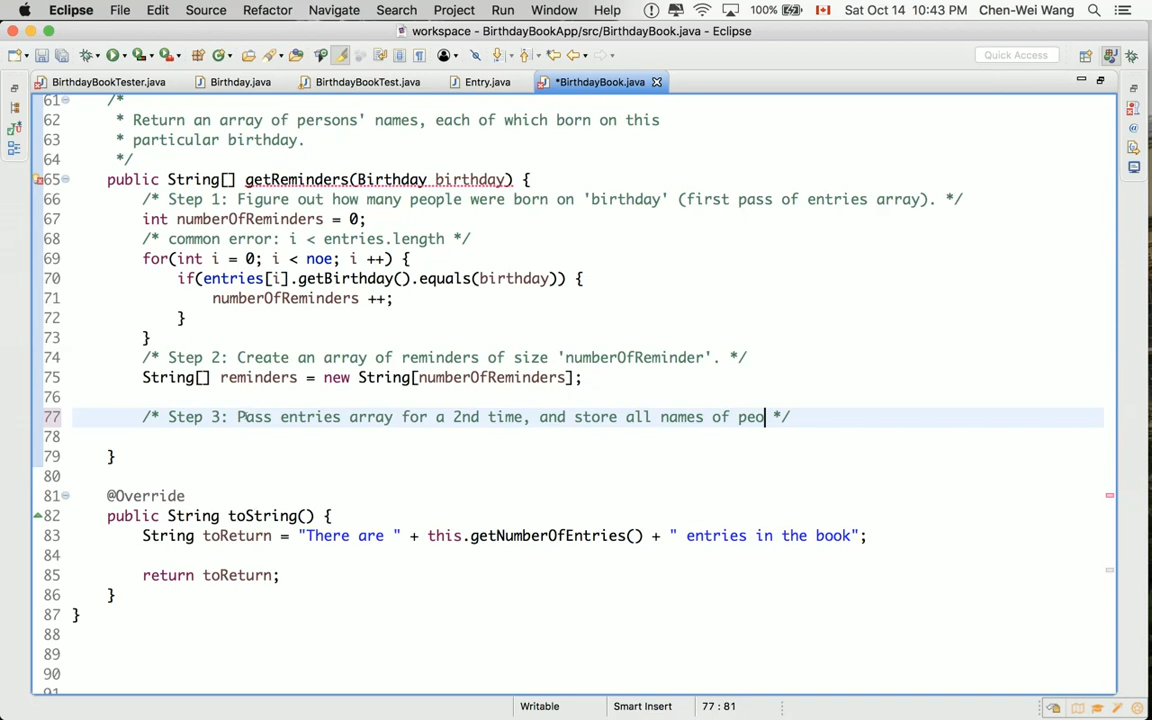 Eclipse File Edit Source Refactor Navigate Search Project Run Window Help 100% Sat Oct 14 10:43 PM Chen-Wei Wang
workspace - BirthdayBookApp/src/BirthdayBook.java - Eclipse
Quick Access
BirthdayBookTester.java Birthday.java BirthdayBookTest.java Entry.java *BirthdayBook.java
61 /*
62 * Return an array of persons' names, each of which born on this
63 * particular birthday.
64 */
65 public String[] getReminders(Birthday birthday) {
66 /* Step 1: Figure out how many people were born on 'birthday' (first pass of entries array). */
67 int numberOfReminders = 0;
68 /* common error: i < entries.length */
69 for(int i = 0; i < noe; i ++) {
70 if(entries[i].getBirthday().equals(birthday)) {
71 numberOfReminders ++;
72 }
73 }
74 /* Step 2: Create an array of reminders of size 'numberOfReminder'. */
75 String[] reminders = new String[numberOfReminders];
76
77 /* Step 3: Pass entries array for a 2nd time, and store all names of peo */
78
79 }
80
81 @Override
82 public String toString() {
83 String toReturn = "There are " + this.getNumberOfEntries() + " entries in the book";
84
85 return toReturn;
86 }
87 }
88
89
90
91
Writable Smart Insert 77 : 81